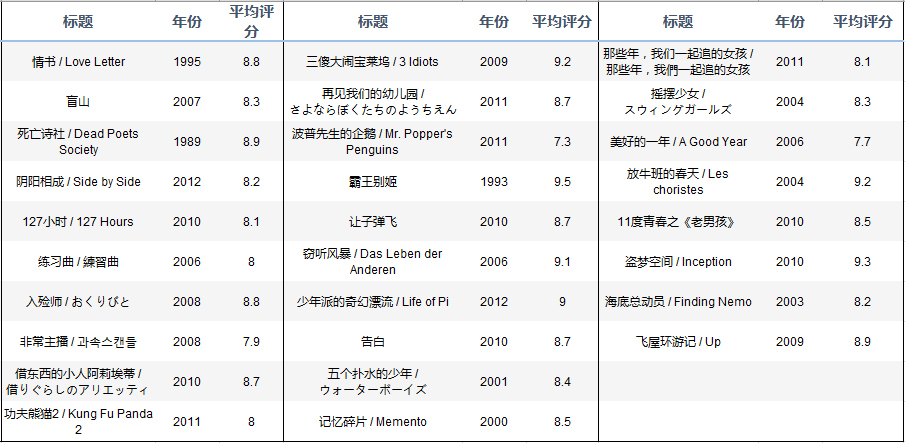 标题 年份 平均评分 标题 年份 平均评分 标题 年份 平均评分
情书 / Love Letter 1995 8.8 三傻大闹宝莱坞 / 3 Idiots 2009 9.2 那些年，我们一起追的女孩 / 那些年，我們一起追的女孩 2011 8.1
盲山 2007 8.3 再见我们的幼儿园 / さよならぼくたちのようちえん 2011 8.7 摇摆少女 / スウィングガールズ 2004 8.3
死亡诗社 / Dead Poets Society 1989 8.9 波普先生的企鹅 / Mr. Popper's Penguins 2011 7.3 美好的一年 / A Good Year 2006 7.7
阴阳相成 / Side by Side 2012 8.2 霸王别姬 1993 9.5 放牛班的春天 / Les choristes 2004 9.2
127小时 / 127 Hours 2010 8.1 让子弹飞 2010 8.7 11度青春之《老男孩》 2010 8.5
练习曲 / 練習曲 2006 8 窃听风暴 / Das Leben der Anderen 2006 9.1 盗梦空间 / Inception 2010 9.3
入殓师 / おくりびと 2008 8.8 少年派的奇幻漂流 / Life of Pi 2012 9 海底总动员 / Finding Nemo 2003 8.2
非常主播 / 과속스캔들 2008 7.9 告白 2010 8.7 飞屋环游记 / Up 2009 8.9
借东西的小人阿莉埃蒂 / 借りぐらしのアリエッティ 2010 8.7 五个扑水的少年 / ウォーターボーイズ 2001 8.4
功夫熊猫2 / Kung Fu Panda 2 2011 8 记忆碎片 / Memento 2000 8.5